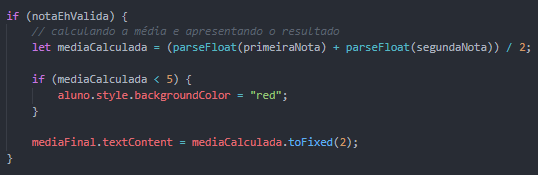 if (notaEhValida) {
// calculando a média e apresentando o resultado
let mediaCalculada = (parseFloat(primeiraNota) + parseFloat(segundaNota)) / 2;
if (mediaCalculada < 5) {
aluno.style.backgroundColor = "red";
}
mediaFinal.textContent = mediaCalculada.toFixed(2);
}